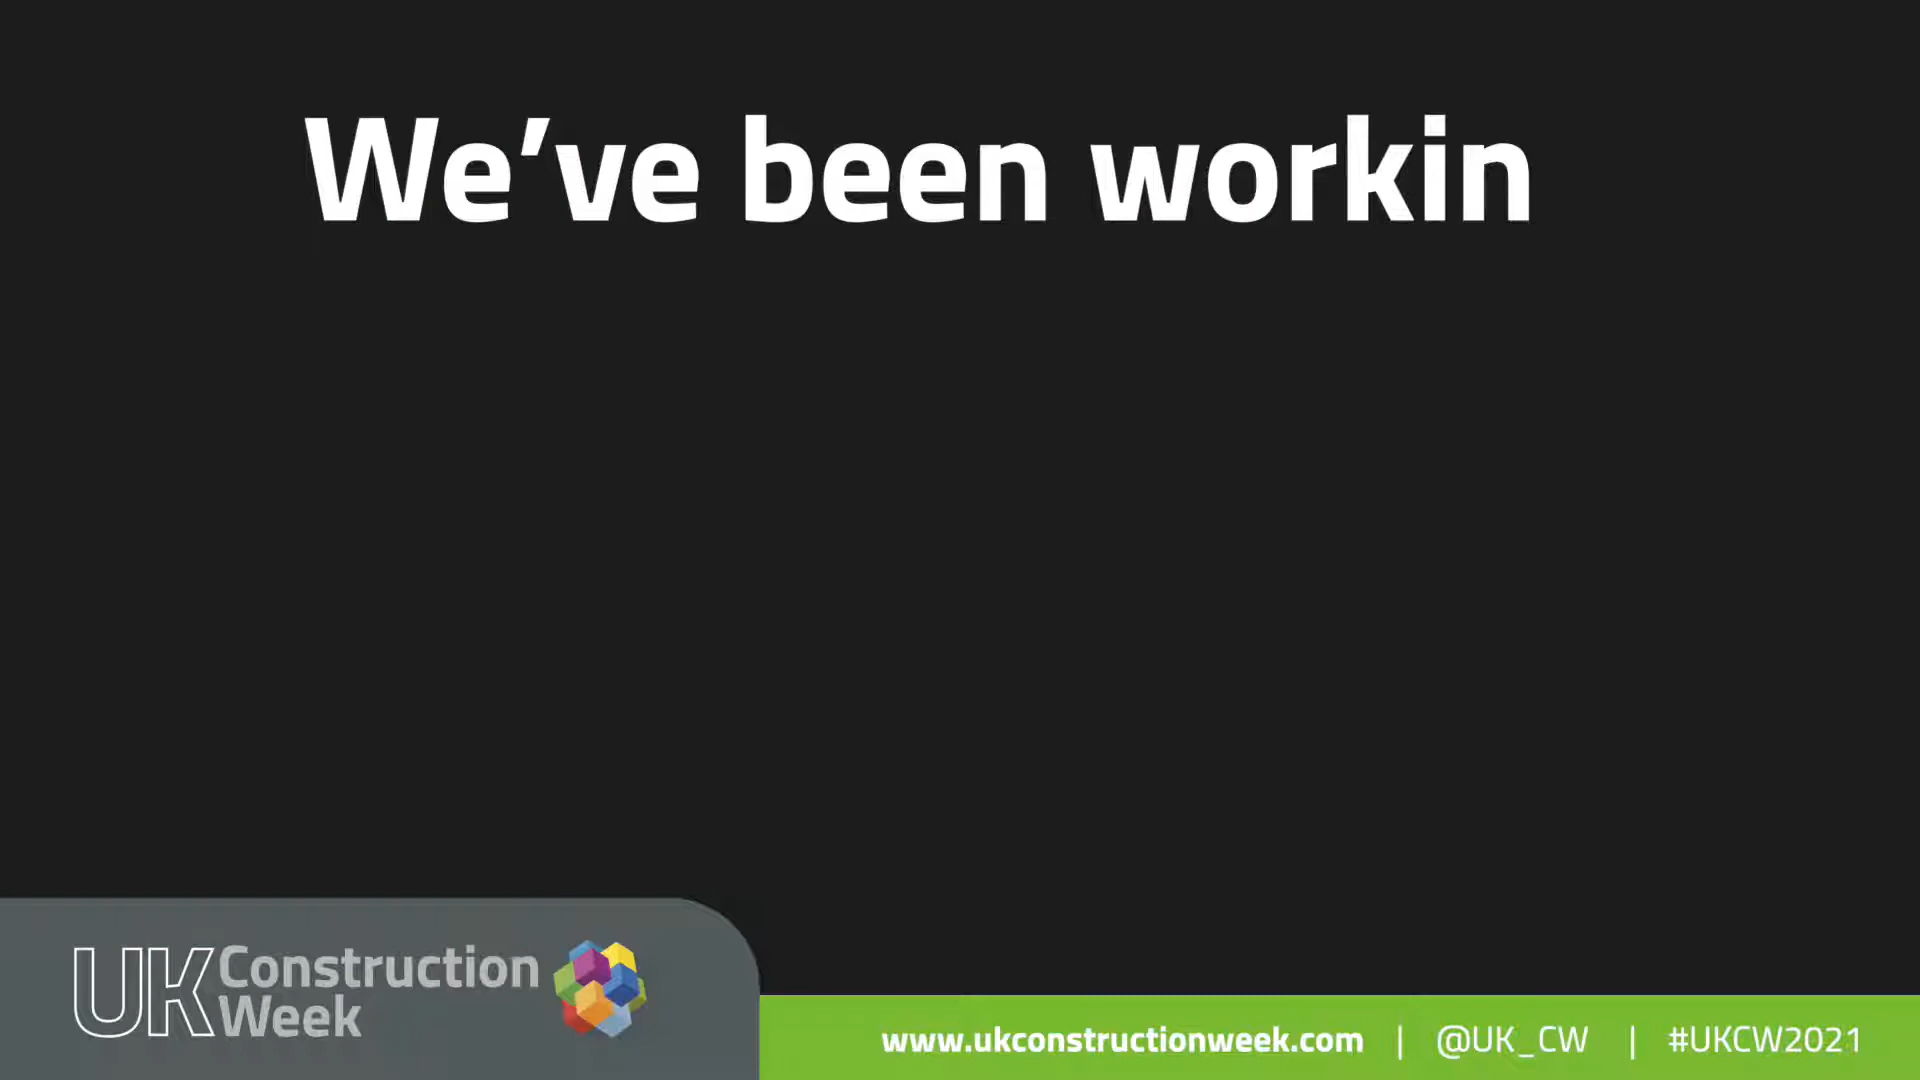 We’ve been workin
UK Construction
Week
www.ukconstructionweek.com | @UK_CW | #UKCW2021